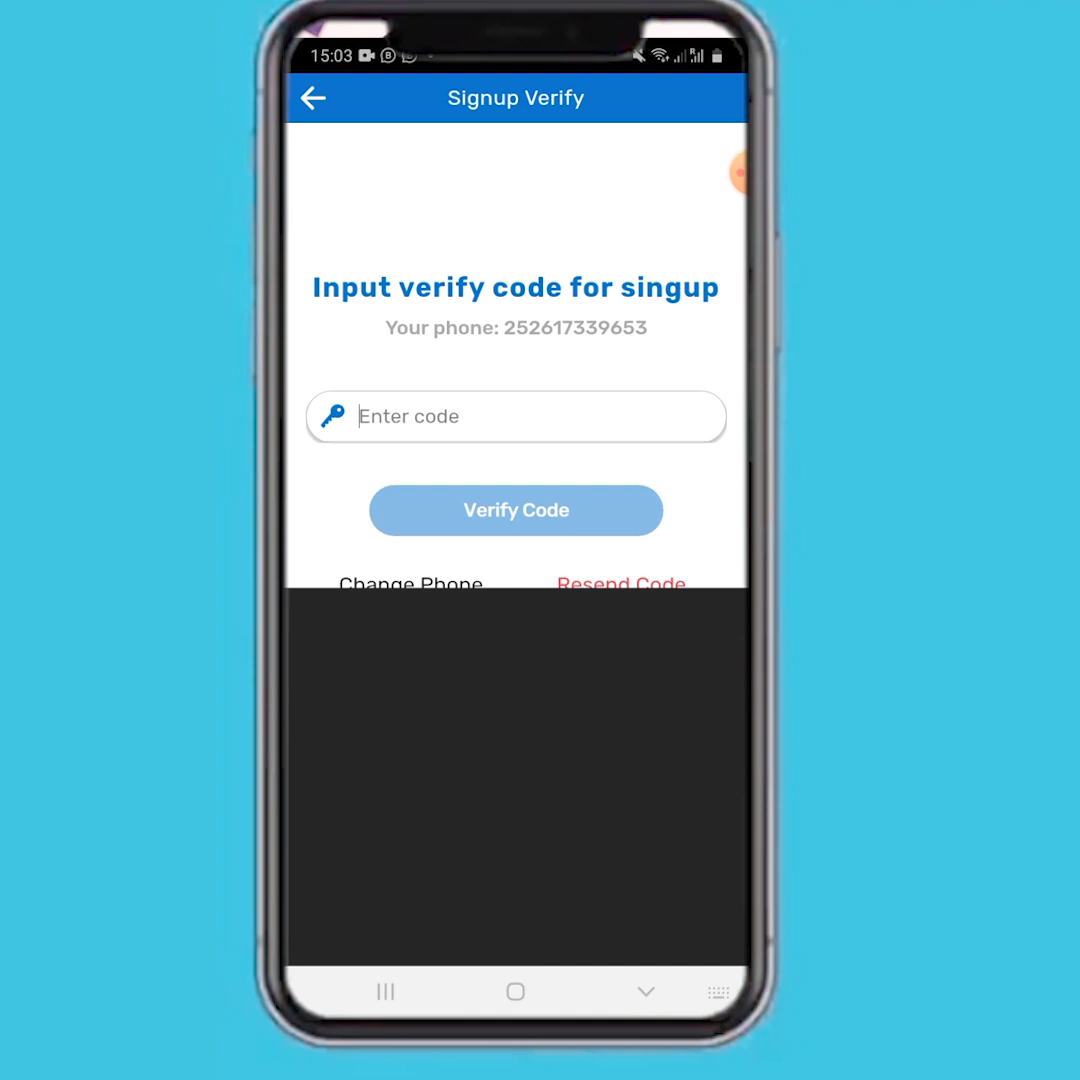 15:03
Signup Verify
Input verify code for singup
Your phone: 252617339653
Enter code
Verify Code
Change Phone Resend Code